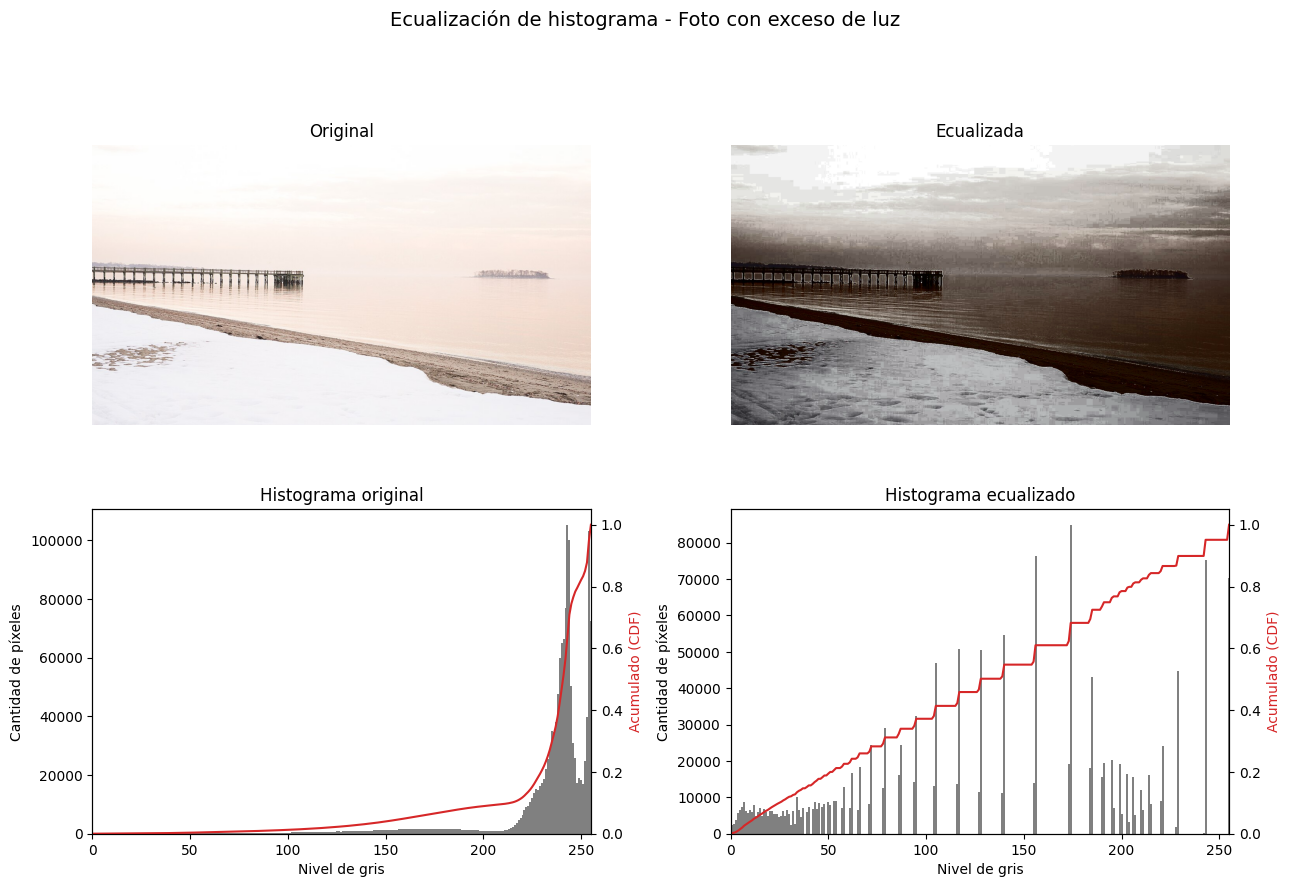 Ecualización de histograma - Foto con exceso de luz
Original
Ecualizada
Histograma original
Histograma ecualizado
100000
80000
60000
40000
20000
0
Cantidad de píxeles
0 50 100 150 200 250
Nivel de gris
1.0
0.8
0.6
0.4
0.2
0.0
Acumulado (CDF)
80000
70000
60000
50000
40000
30000
20000
10000
0
Cantidad de píxeles
0 50 100 150 200 250
Nivel de gris
1.0
0.8
0.6
0.4
0.2
0.0
Acumulado (CDF)